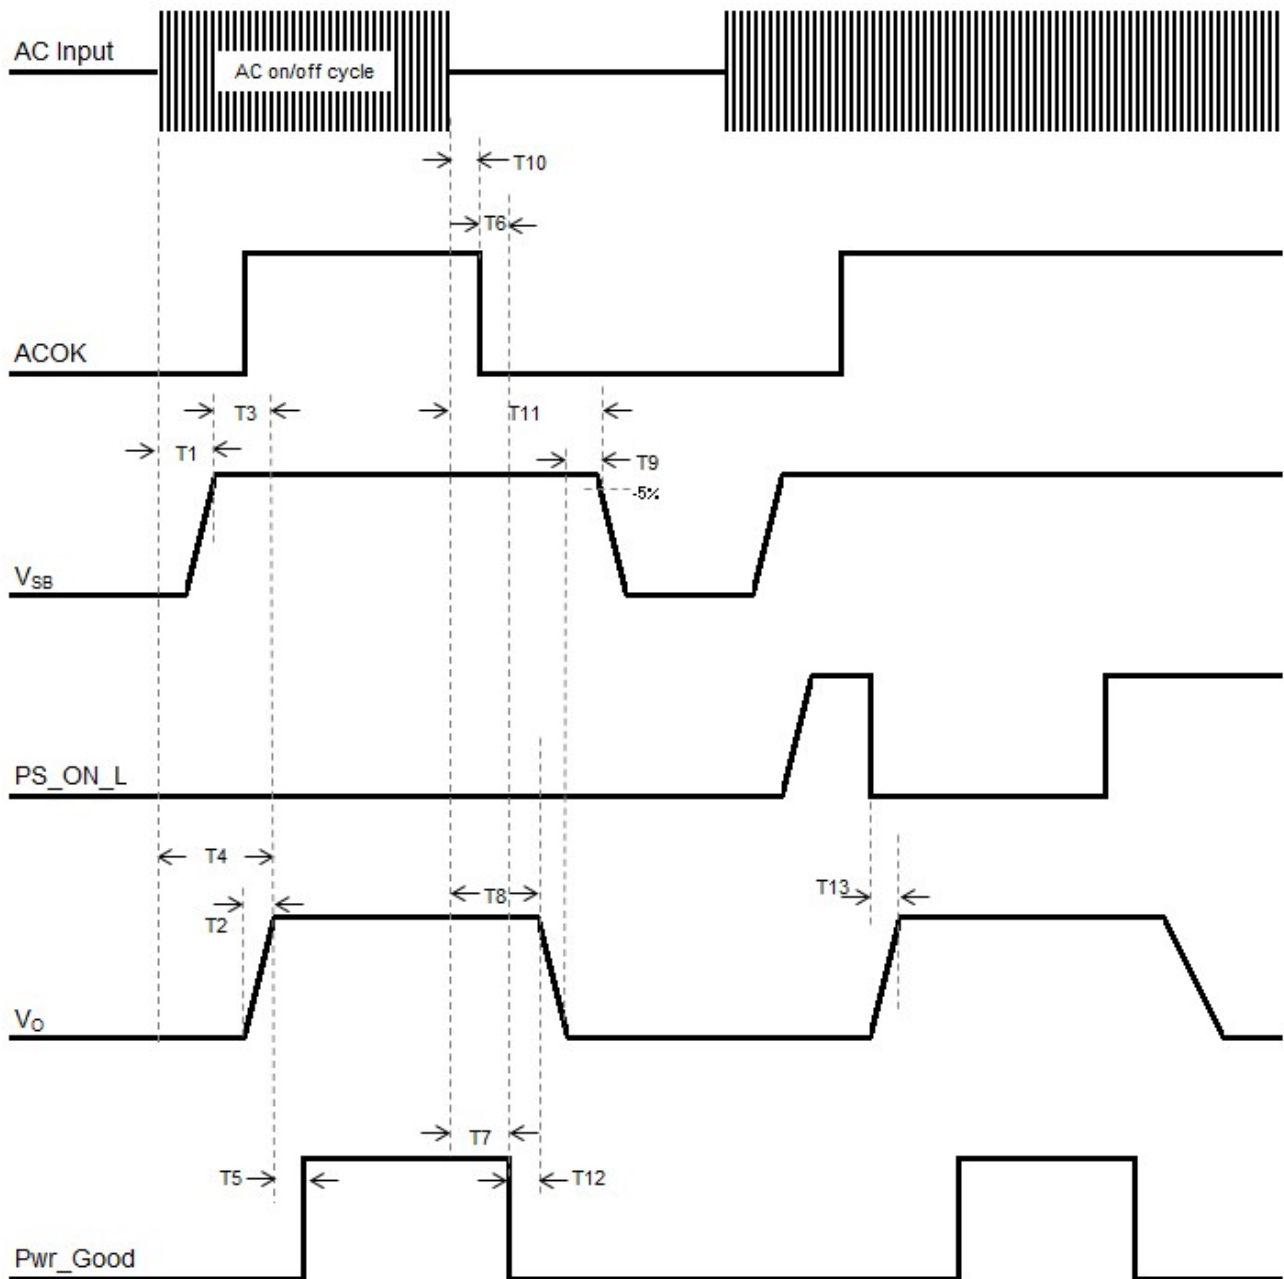 AC Input
AC on/off cycle
T10
T6
ACOK
T3
T11
T1
T9
-5%
VSB
PS_ON_L
T4
T8
T13
T2
VO
T7
T5
T12
Pwr_Good